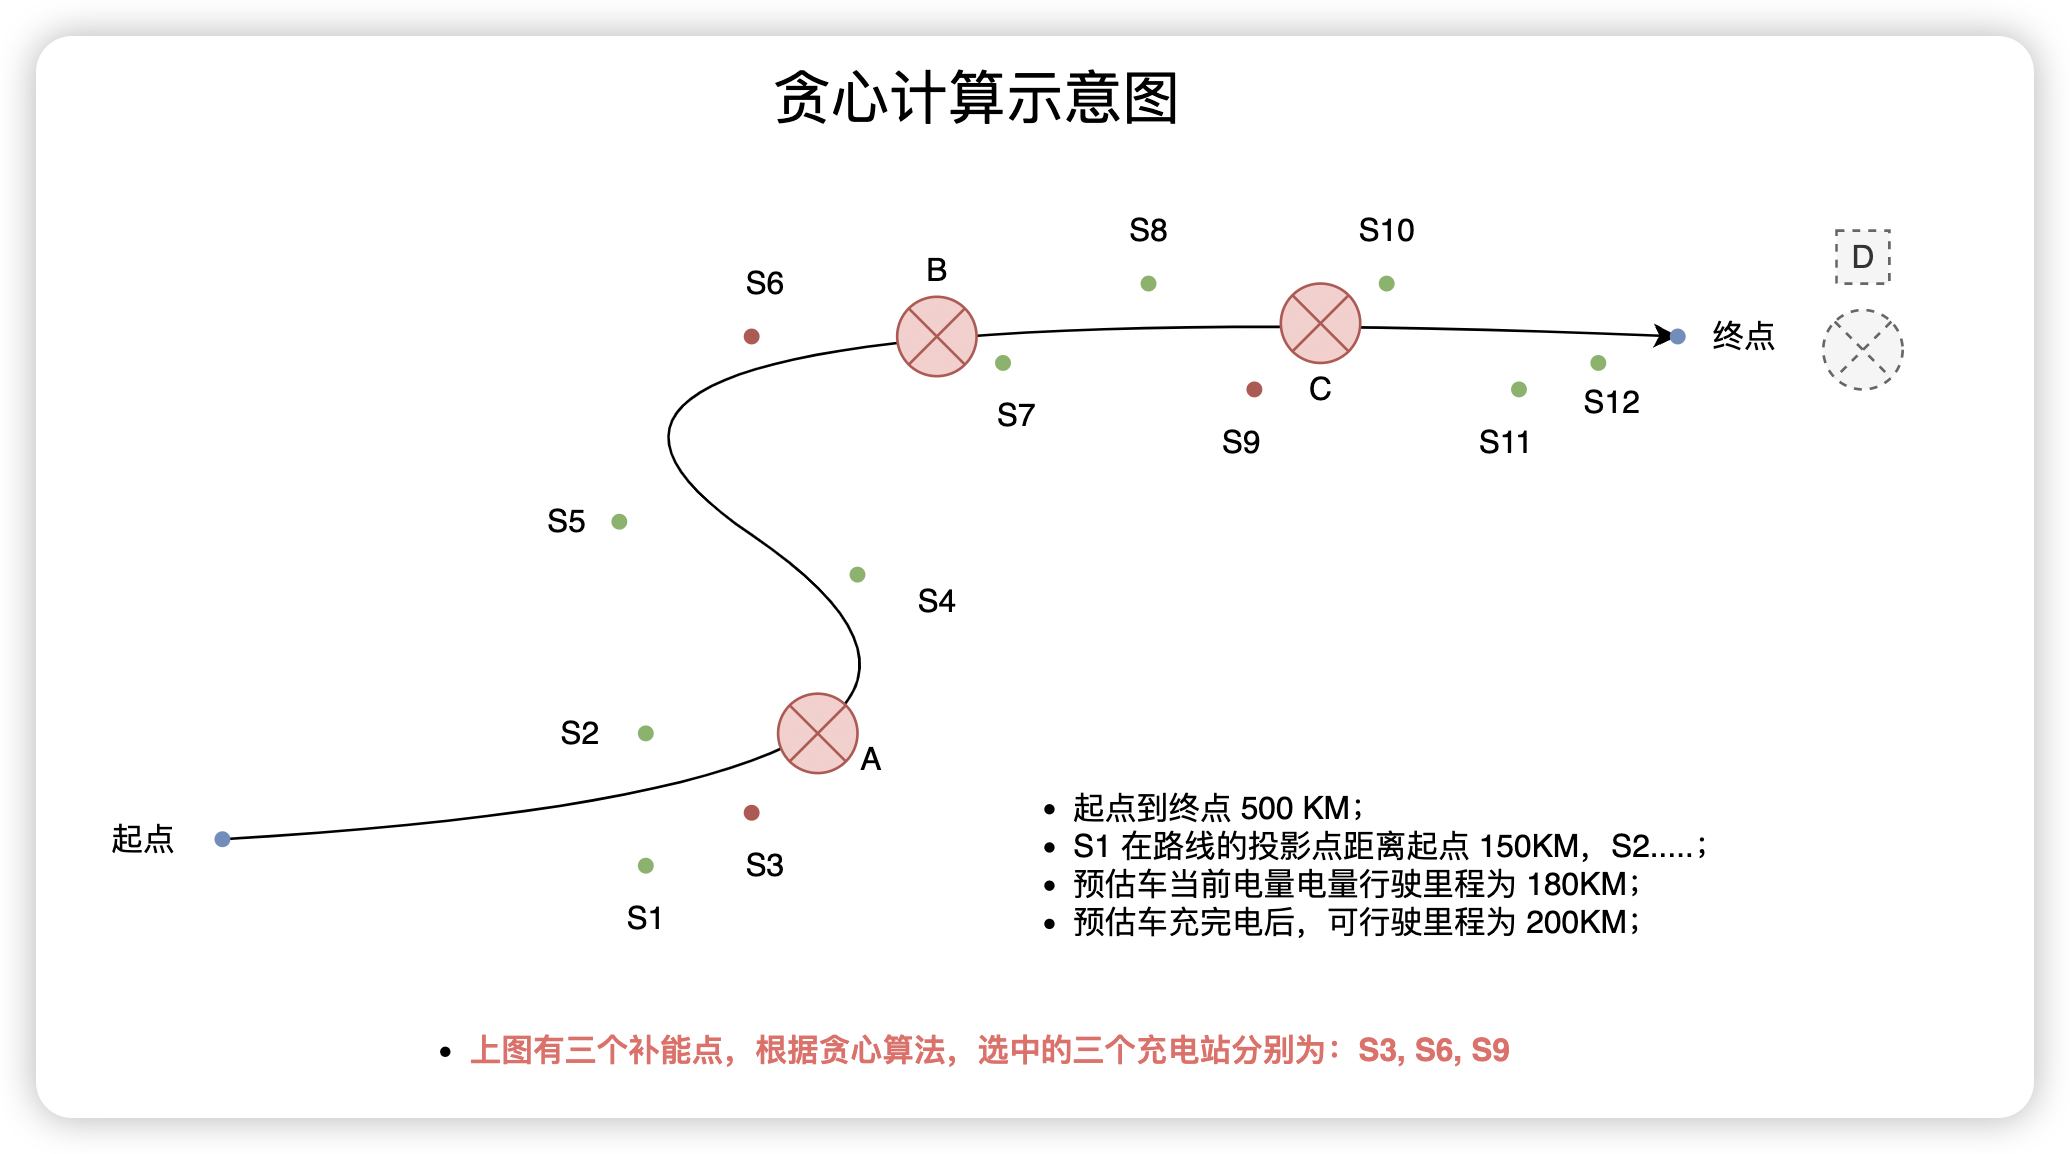 贪心计算示意图
S8
S10
B
D
S6
终点
C
S12
S7
S9
S11
S5
S4
S2
A
起点到终点 500 KM；
起点
S1 在路线的投影点距离起点 150KM，S2.....；
S3
预估车当前电量电量行驶里程为 180KM；
S1
预估车充完电后，可行驶里程为 200KM；
上图有三个补能点，根据贪心算法，选中的三个充电站分别为：S3, S6, S9